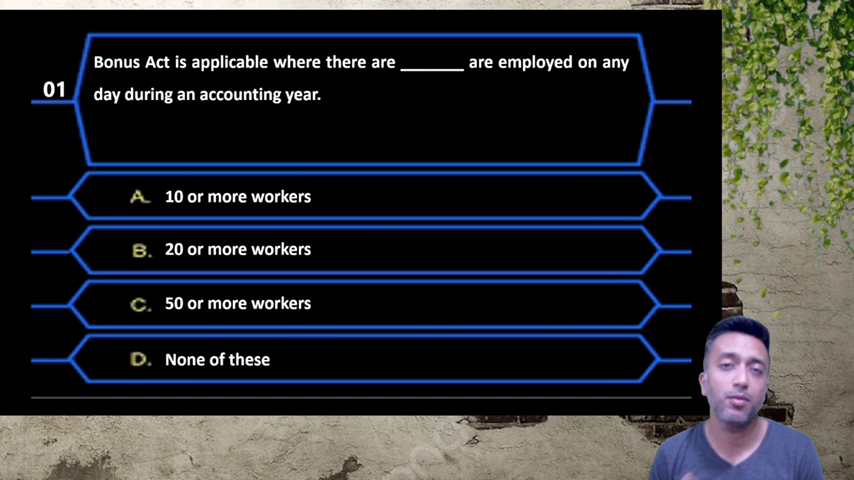 01
Bonus Act is applicable where there are _______ are employed on any
day during an accounting year.
A. 10 or more workers
B. 20 or more workers
C. 50 or more workers
D. None of these